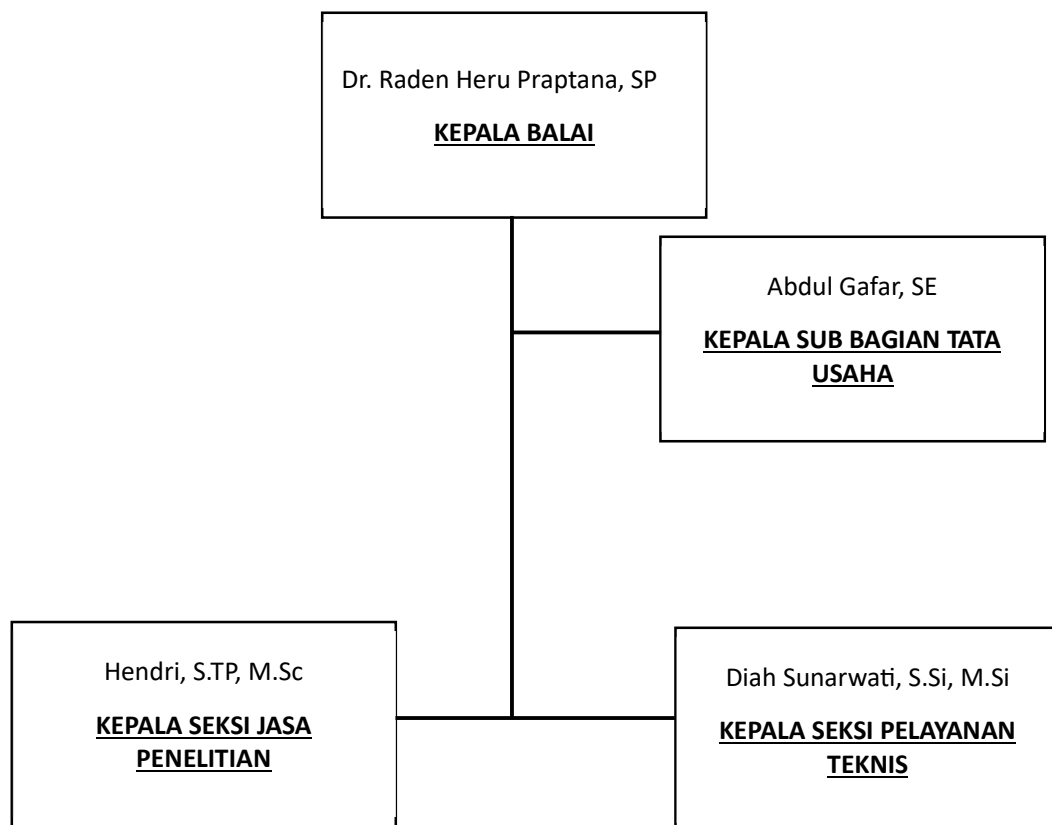 Dr. Raden Heru Praptana, SP
KEPALA BALAI
Abdul Gafar, SE
KEPALA SUB BAGIAN TATA
USAHA
Hendri, S.TP, M.Sc
KEPALA SEKSI JASA
PENELITIAN
Diah Sunarwati, S.Si, M.Si
KEPALA SEKSI PELAYANAN
TEKNIS